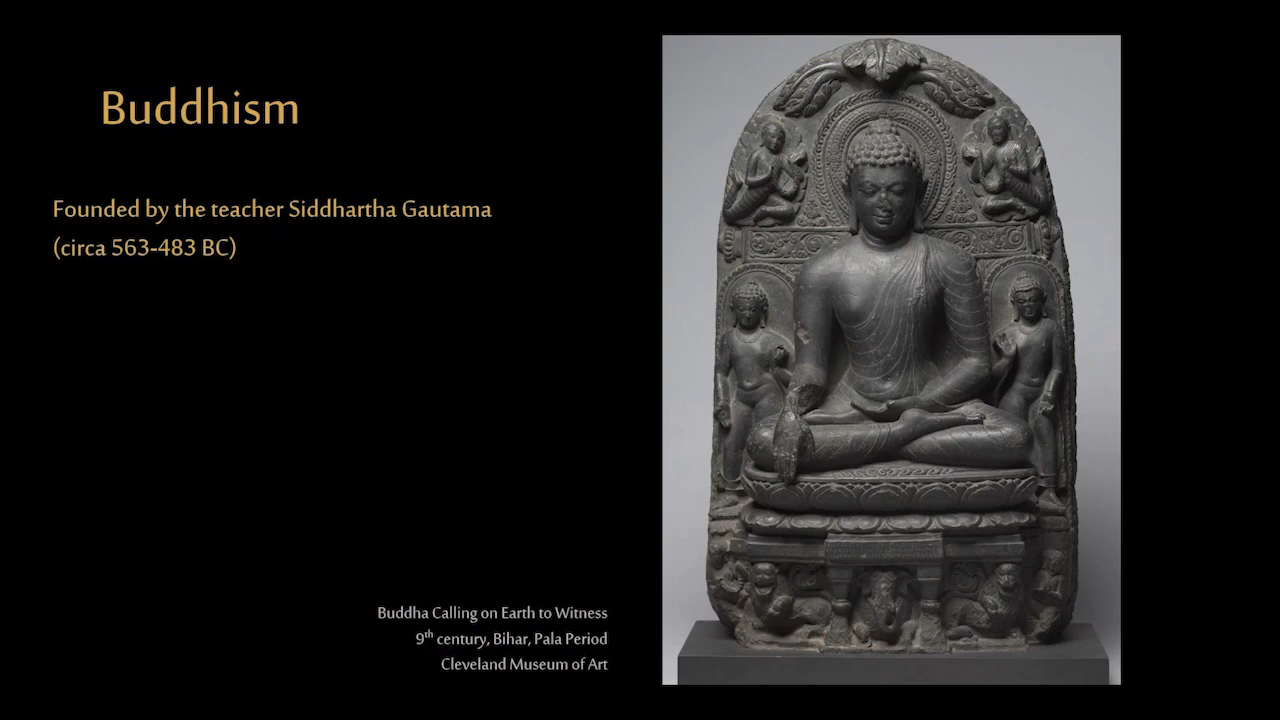 Buddhism
Founded by the teacher Siddhartha Gautama
(circa 563-483 BC)
Buddha Calling on Earth to Witness
9th century, Bihar, Pala Period
Cleveland Museum of Art